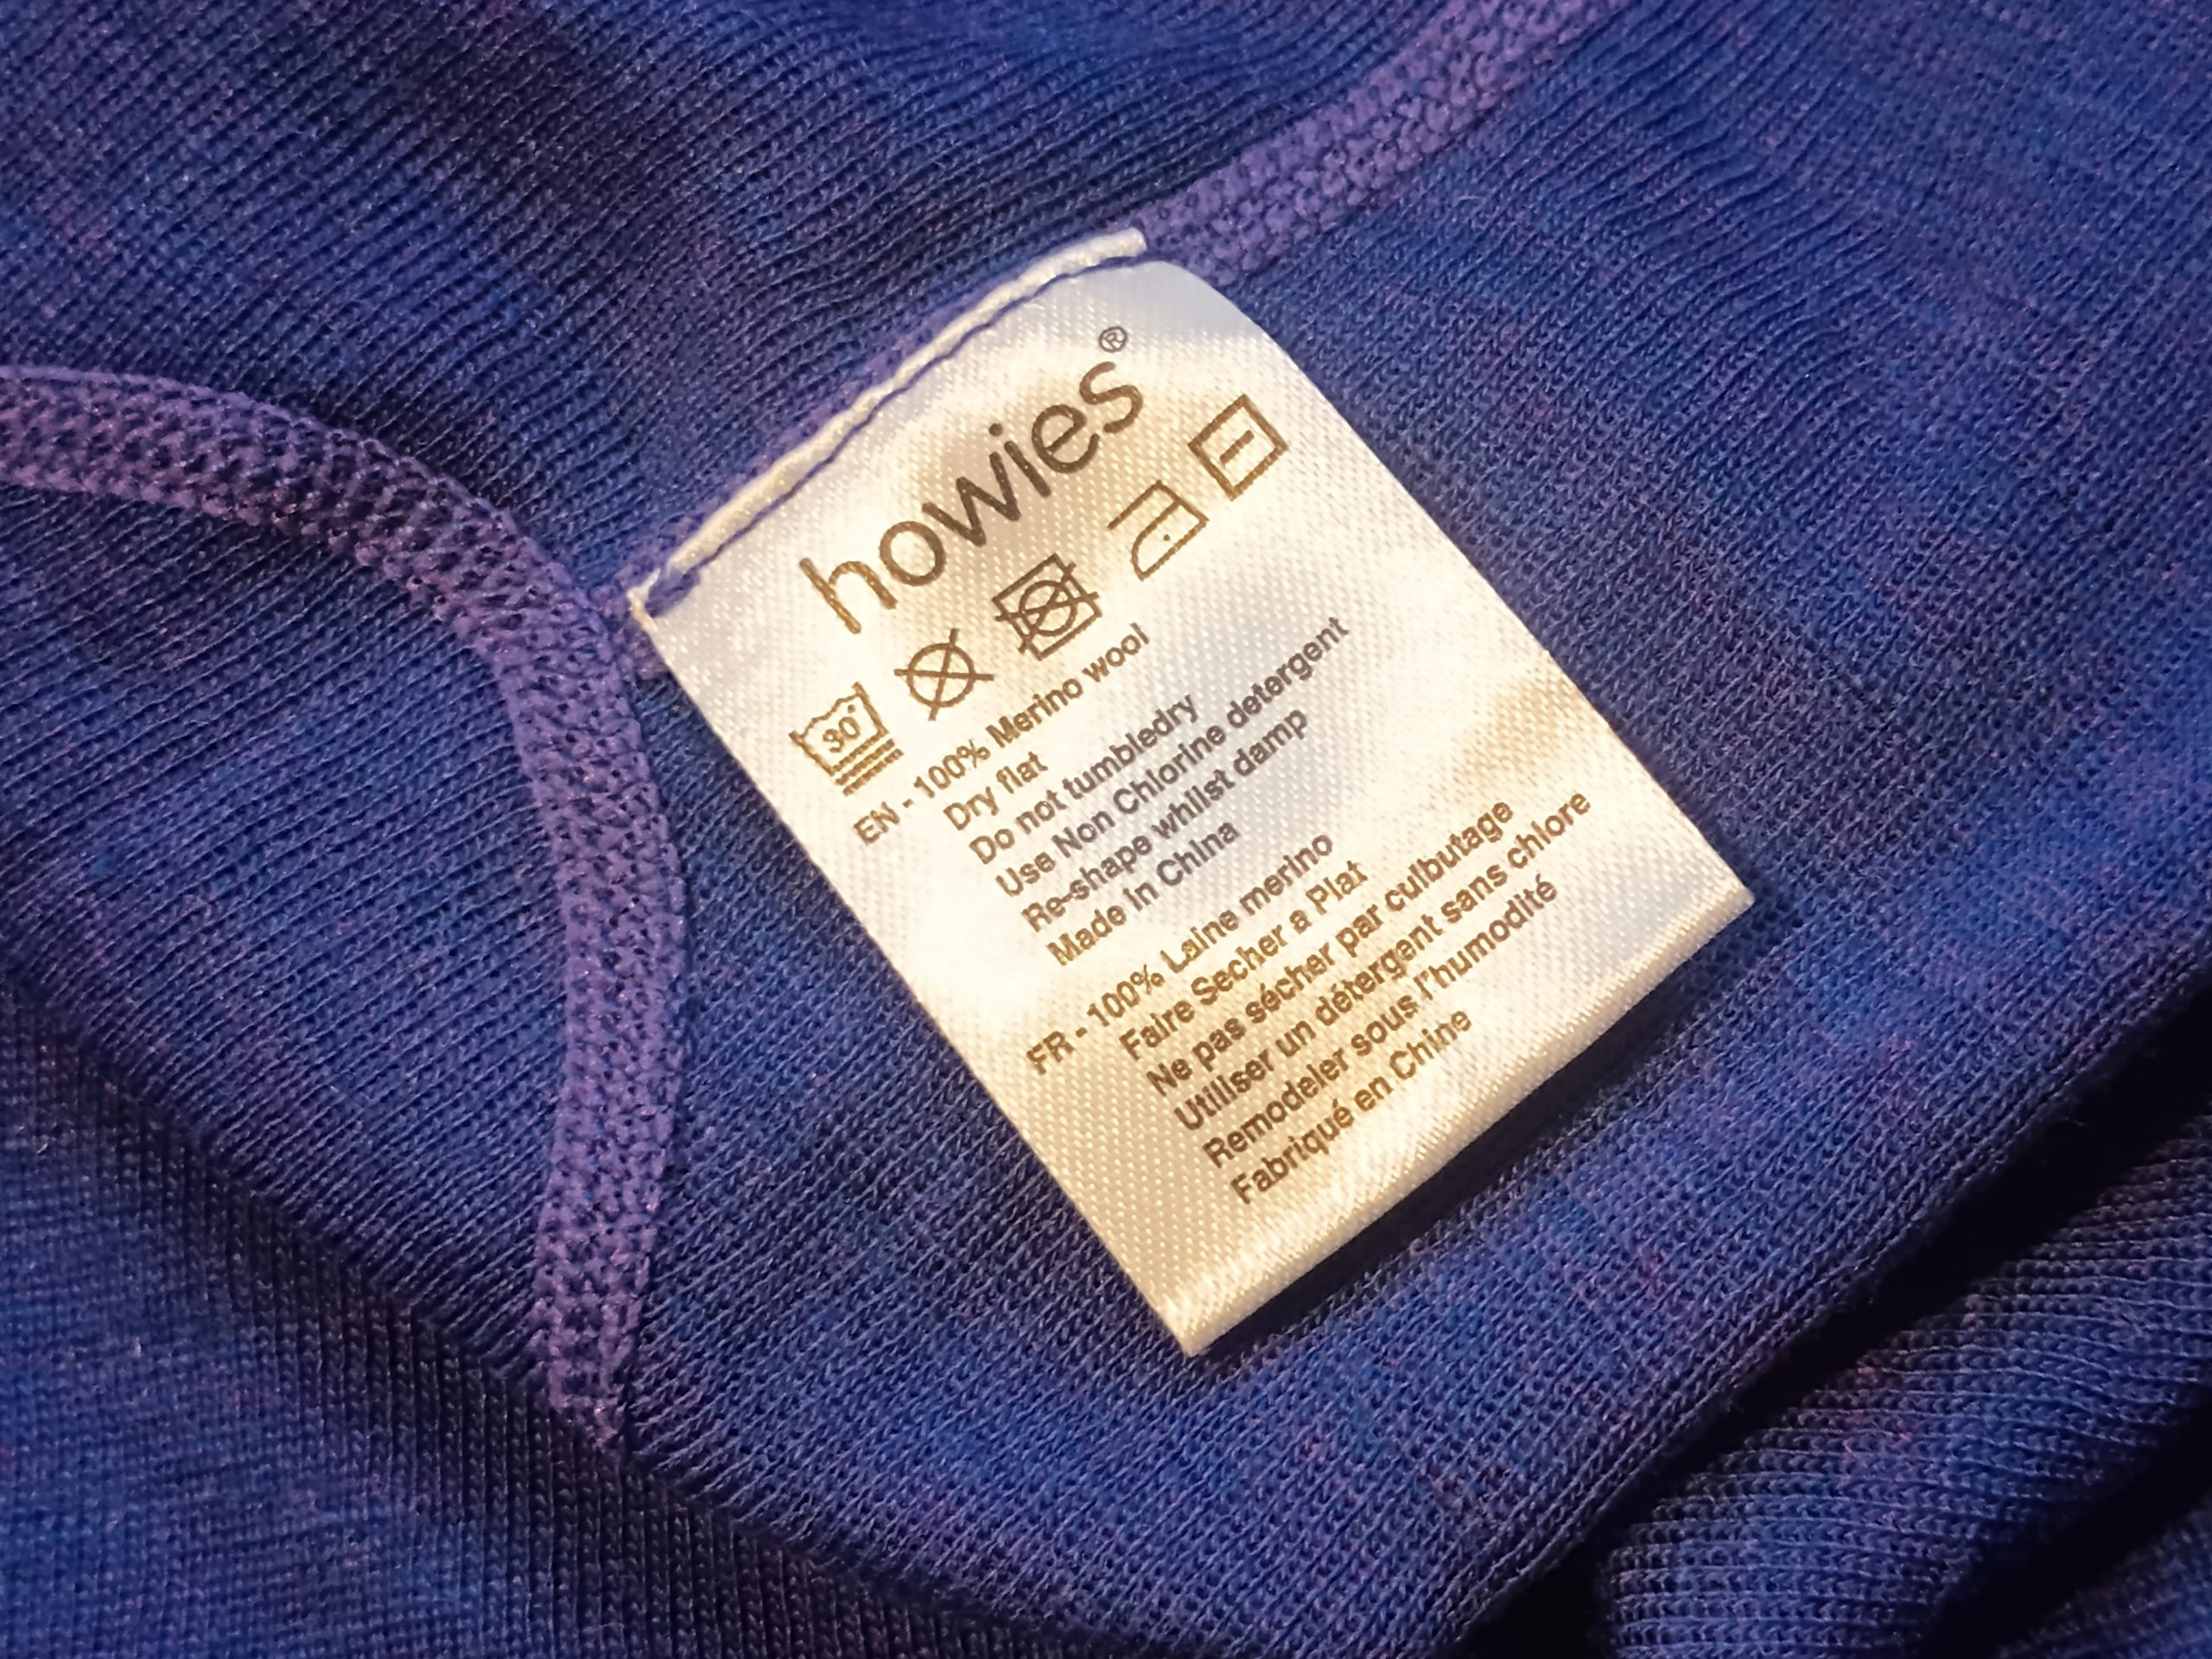 howies®
30°
EN - 100% Merino wool
Dry flat
Do not tumbledry
Use Non Chlorine detergent
Re-shape whilst damp
Made in China
FR - 100% Laine merino
Faire Secher a Plat
Ne pas sécher par culbutage
Utiliser un détergent sans chlore
Remodeler sous l'humodité
Fabriqué en Chine